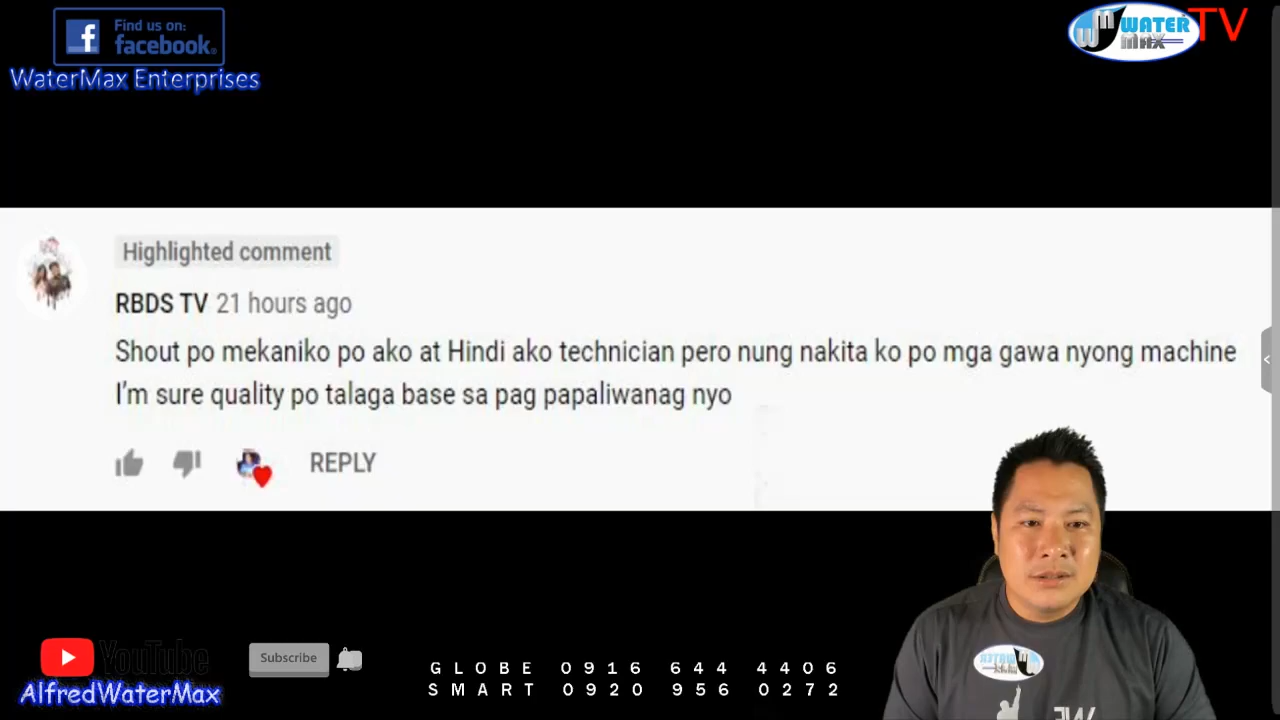 Find us on:
facebook
WaterMax Enterprises
WATER MAX TV
Highlighted comment
RBDS TV 21 hours ago
Shout po mekaniko po ako at Hindi ako technician pero nung nakita ko po mga gawa nyong machine
I'm sure quality po talaga base sa pag papaliwanag nyo
REPLY
YouTube
Subscribe
AlfredWaterMax
GLOBE 0916 644 4406
SMART 0920 956 0272